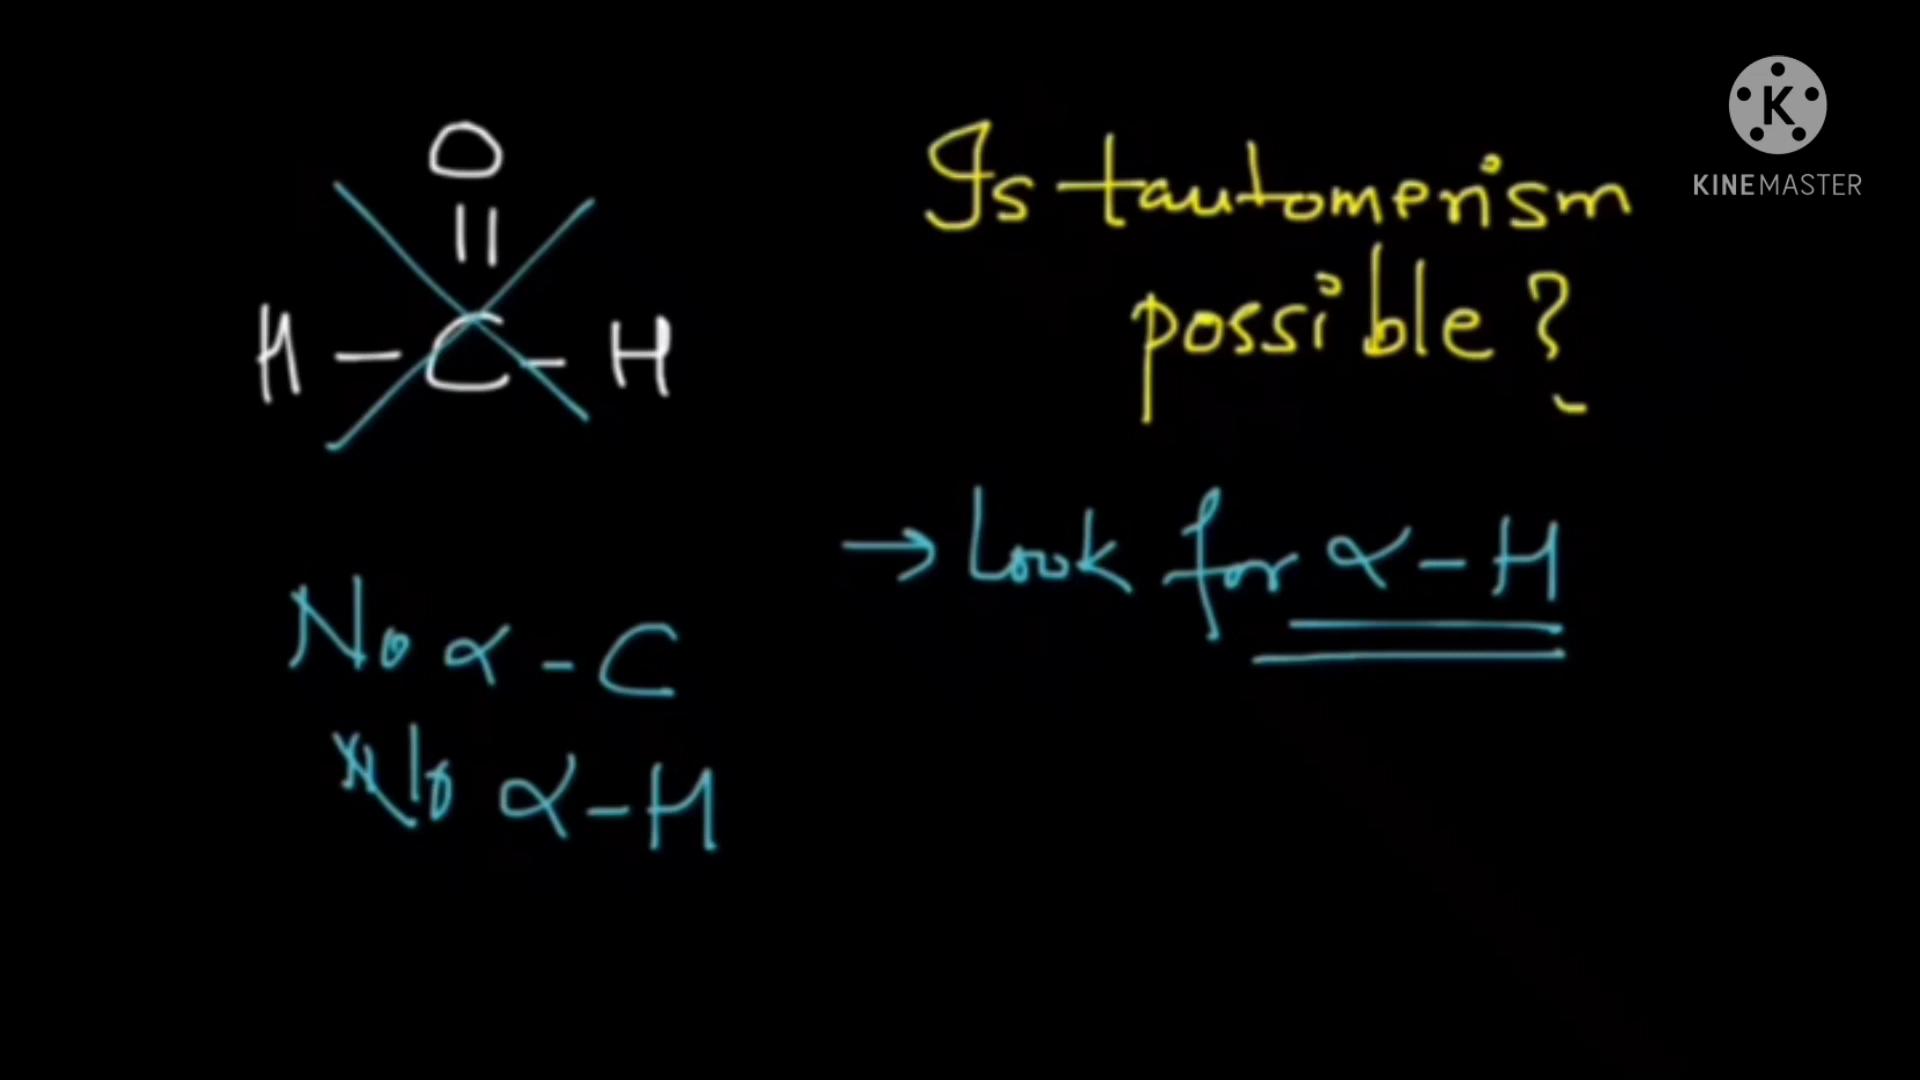 O
||
H - C - H
No α - C
No α - H
Is tautomerism
possible?
→ Look for α - H
K
KINEMASTER